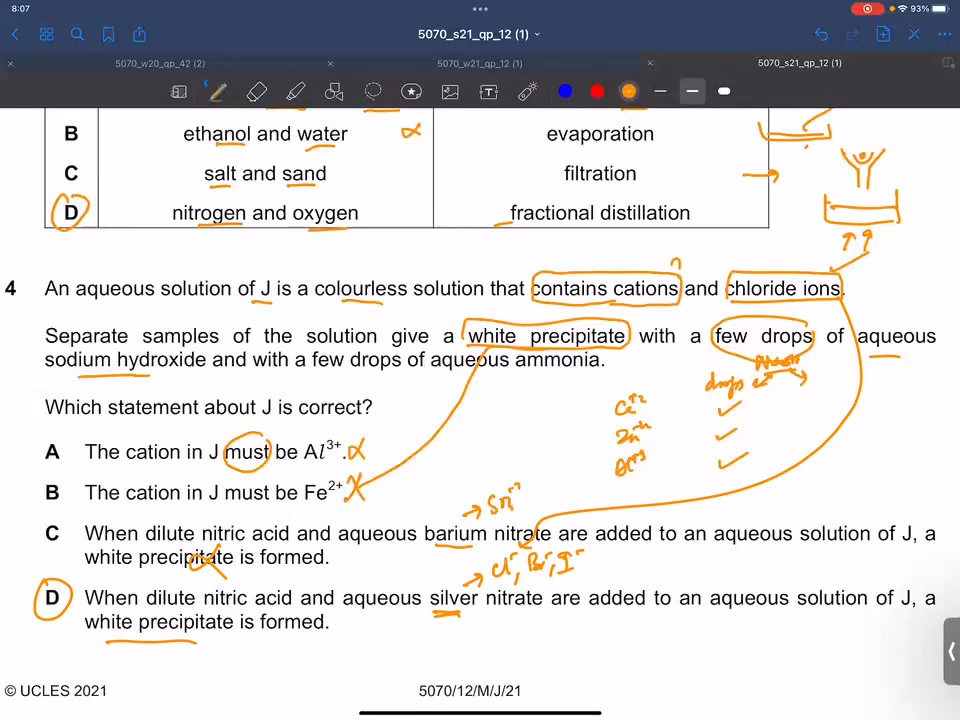 8:07
93%
5070_s21_qp_12 (1)
5070_w20_qp_42 (2)
5070_w21_qp_12 (1)
5070_s21_qp_12 (1)
B ethanol and water evaporation
C salt and sand filtration
D nitrogen and oxygen fractional distillation
4 An aqueous solution of J is a colourless solution that contains cations and chloride ions.
Separate samples of the solution give a white precipitate with a few drops of aqueous
sodium hydroxide and with a few drops of aqueous ammonia.
drops
Which statement about J is correct?
A The cation in J must be Al3+.
B The cation in J must be Fe2+.
C When dilute nitric acid and aqueous barium nitrate are added to an aqueous solution of J, a
white precipitate is formed.
Cl-, Br-, I-
D When dilute nitric acid and aqueous silver nitrate are added to an aqueous solution of J, a
white precipitate is formed.
© UCLES 2021
5070/12/M/J/21